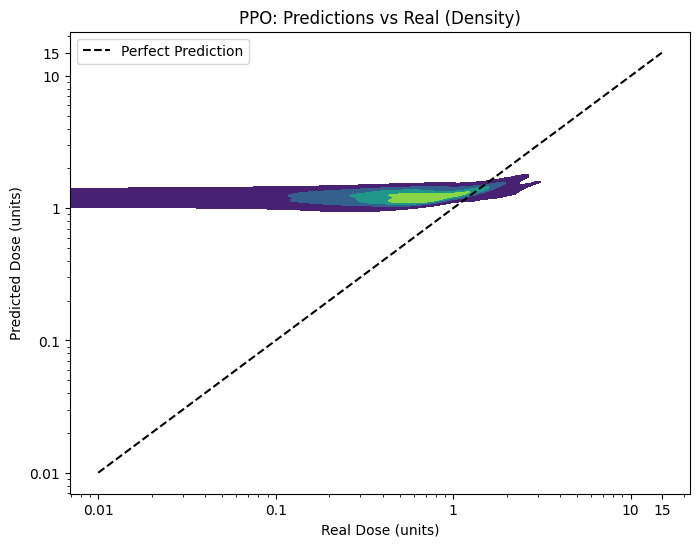 PPO: Predictions vs Real (Density)
Perfect Prediction
Predicted Dose (units)
15
10
1
0.1
0.01
0.01 0.1 1 10 15
Real Dose (units)